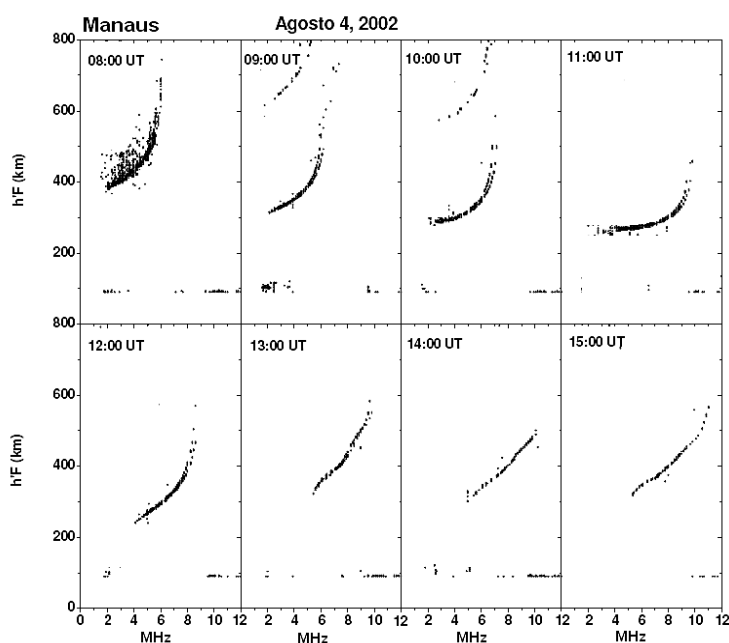 Manaus Agosto 4, 2002
800
08:00 UT 09:00 UT 10:00 UT 11:00 UT
600
h'F (km)
400
200
800
12:00 UT 13:00 UT 14:00 UT 15:00 UT
600
h'F (km)
400
200
0
0 2 4 6 8 10 12 2 4 6 8 10 12 2 4 6 8 10 12 2 4 6 8 10 12
MHz MHz MHz MHz